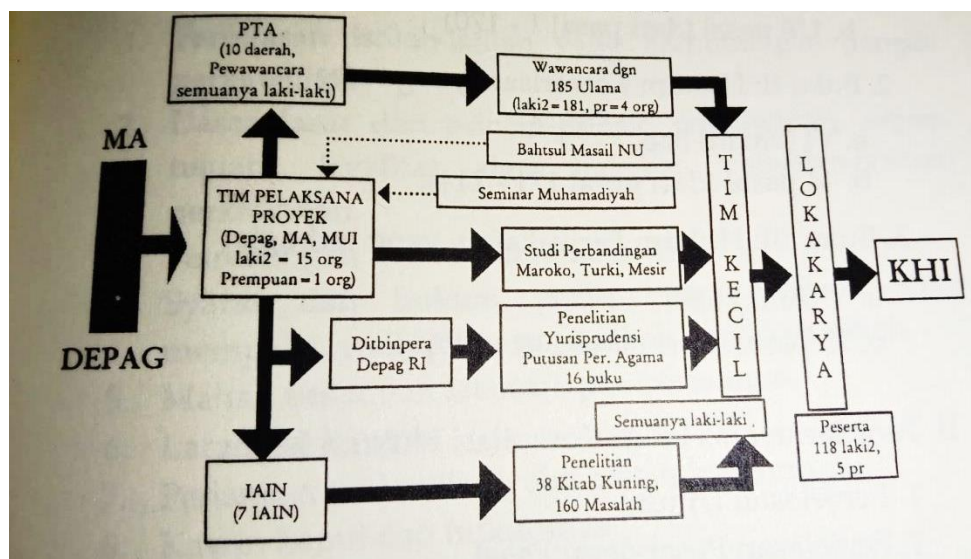 PTA
(10 daerah,
Pewawancara
semuanya laki-laki)
Wawancara dgn
185 Ulama
(laki2=181, pr=4 org)
MA
Bahtsul Masail NU
Seminar Muhamadiyah
TIM PELAKSANA
PROYEK
(Depag, MA, MUI
laki2 = 15 org
Prempuan = 1 org)
Studi Perbandingan
Maroko, Turki, Mesir
TIM KECIL
LOKAKARYA
KHI
DEPAG
Ditbinpera
Depag RI
Penelitian
Yurisprudensi
Putusan Per. Agama
16 buku
Semuanya laki-laki
Peserta
118 laki2,
5 pr
IAIN
(7 IAIN)
Penelitian
38 Kitab Kuning,
160 Masalah